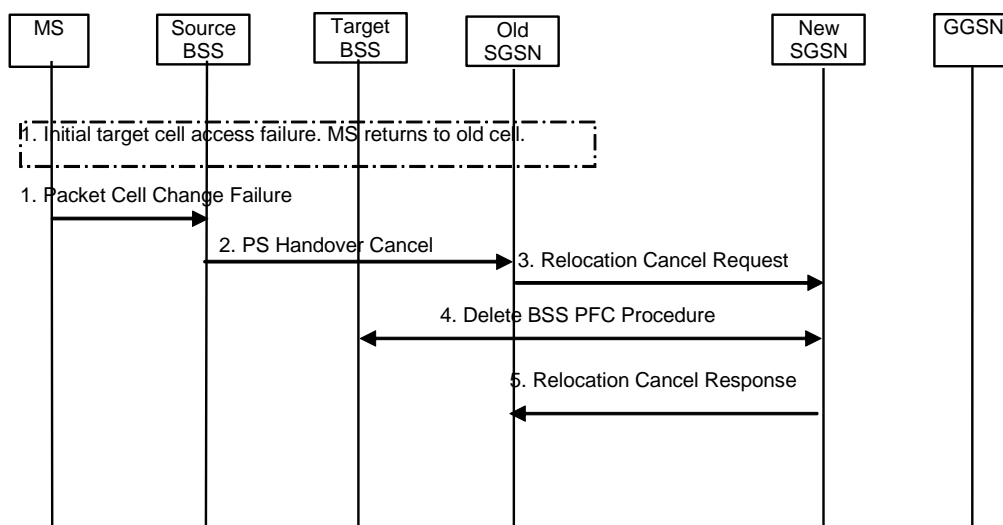 MS
Source
BSS
Target
BSS
Old
SGSN
New
SGSN
GGSN
1. Initial target cell access failure. MS returns to old cell.
1. Packet Cell Change Failure
2. PS Handover Cancel
3. Relocation Cancel Request
4. Delete BSS PFC Procedure
5. Relocation Cancel Response